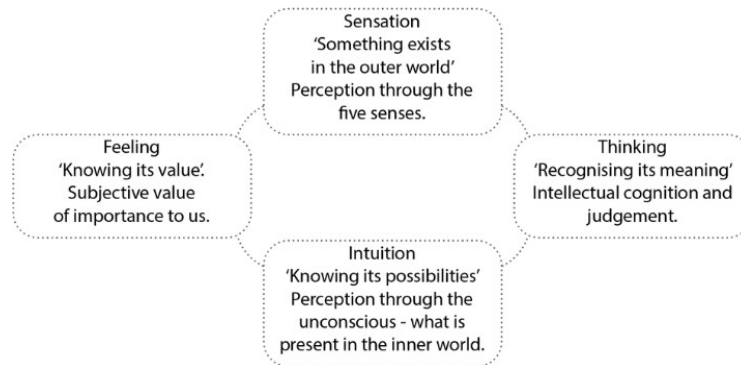 Sensation
‘Something exists
in the outer world’
Perception through the
five senses.
Feeling
‘Knowing its value’.
Subjective value
of importance to us.
Thinking
‘Recognising its meaning’
Intellectual cognition and
judgement.
Intuition
‘Knowing its possibilities’
Perception through the
unconscious - what is
present in the inner world.